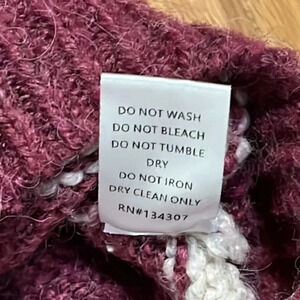 DO NOT WASH
DO NOT BLEACH
DO NOT TUMBLE
DRY
DO NOT IRON
DRY CLEAN ONLY
RN#134307